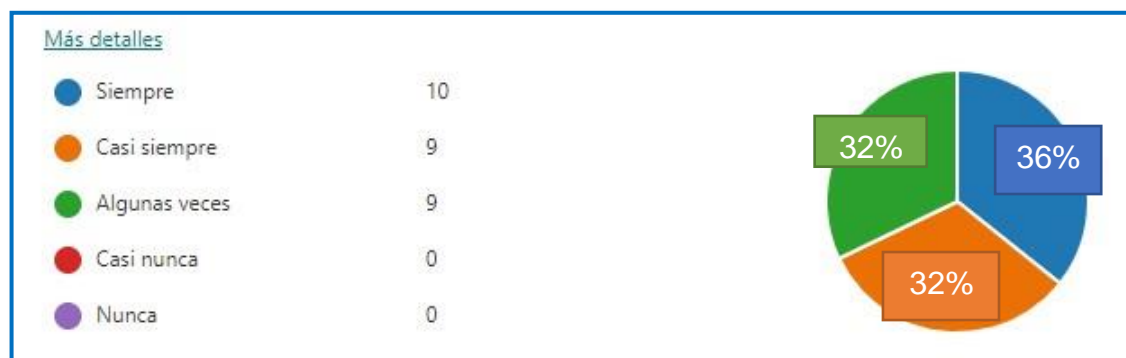 Más detalles
Siempre 10
Casi siempre 9
Algunas veces 9
Casi nunca 0
Nunca 0
32%
36%
32%